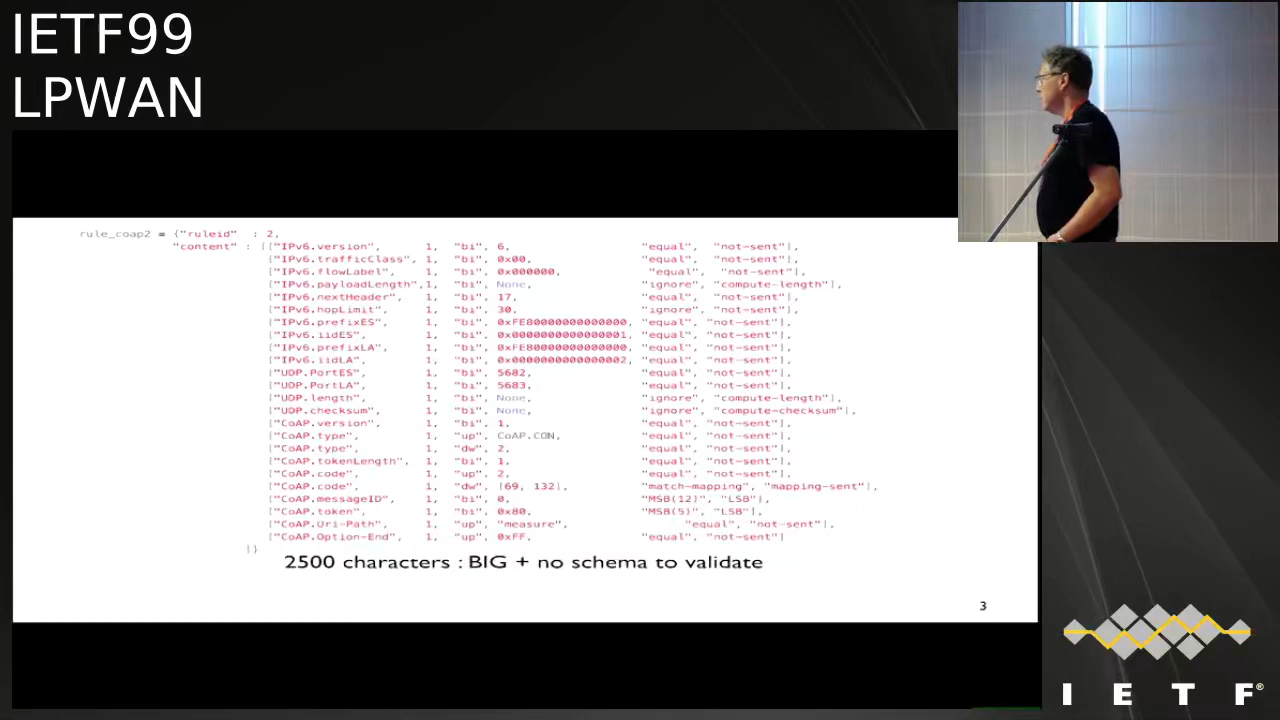 IETF99
LPWAN
rule_coap2 = {"ruleid" : 2,
"content" : [["IPv6.version", 1, "bi", 6, "equal", "not-sent"],
["IPv6.trafficClass", 1, "bi", 0x00, "equal", "not-sent"],
["IPv6.flowLabel", 1, "bi", 0x000000, "equal", "not-sent"],
["IPv6.payloadLength",1, "bi", None, "ignore", "compute-length"],
["IPv6.nextHeader", 1, "bi", 17, "equal", "not-sent"],
["IPv6.hopLimit", 1, "bi", 30, "ignore", "not-sent"],
["IPv6.prefixES", 1, "bi", 0xFE80000000000000, "equal", "not-sent"],
["IPv6.iidES", 1, "bi", 0x0000000000000001, "equal", "not-sent"],
["IPv6.prefixLA", 1, "bi", 0xFE80000000000000, "equal", "not-sent"],
["IPv6.iidLA", 1, "bi", 0x0000000000000002, "equal", "not-sent"],
["UDP.PortES", 1, "bi", 5682, "equal", "not-sent"],
["UDP.PortLA", 1, "bi", 5683, "equal", "not-sent"],
["UDP.length", 1, "bi", None, "ignore", "compute-length"],
["UDP.checksum", 1, "bi", None, "ignore", "compute-checksum"],
["CoAP.version", 1, "bi", 1, "equal", "not-sent"],
["CoAP.type", 1, "up", CoAP.CON, "equal", "not-sent"],
["CoAP.type", 1, "dw", 2, "equal", "not-sent"],
["CoAP.tokenLength", 1, "bi", 1, "equal", "not-sent"],
["CoAP.code", 1, "up", 2, "equal", "not-sent"],
["CoAP.code", 1, "dw", [69, 132], "match-mapping", "mapping-sent"],
["CoAP.messageID", 1, "bi", 0, "MSB(12)", "LSB"],
["CoAP.token", 1, "bi", 0x80, "MSB(5)", "LSB"],
["CoAP.Uri-Path", 1, "up", "measure", "equal", "not-sent"],
["CoAP.Option-End", 1, "up", 0xFF, "equal", "not-sent"]
]}
2500 characters : BIG + no schema to validate
3
I E T F®